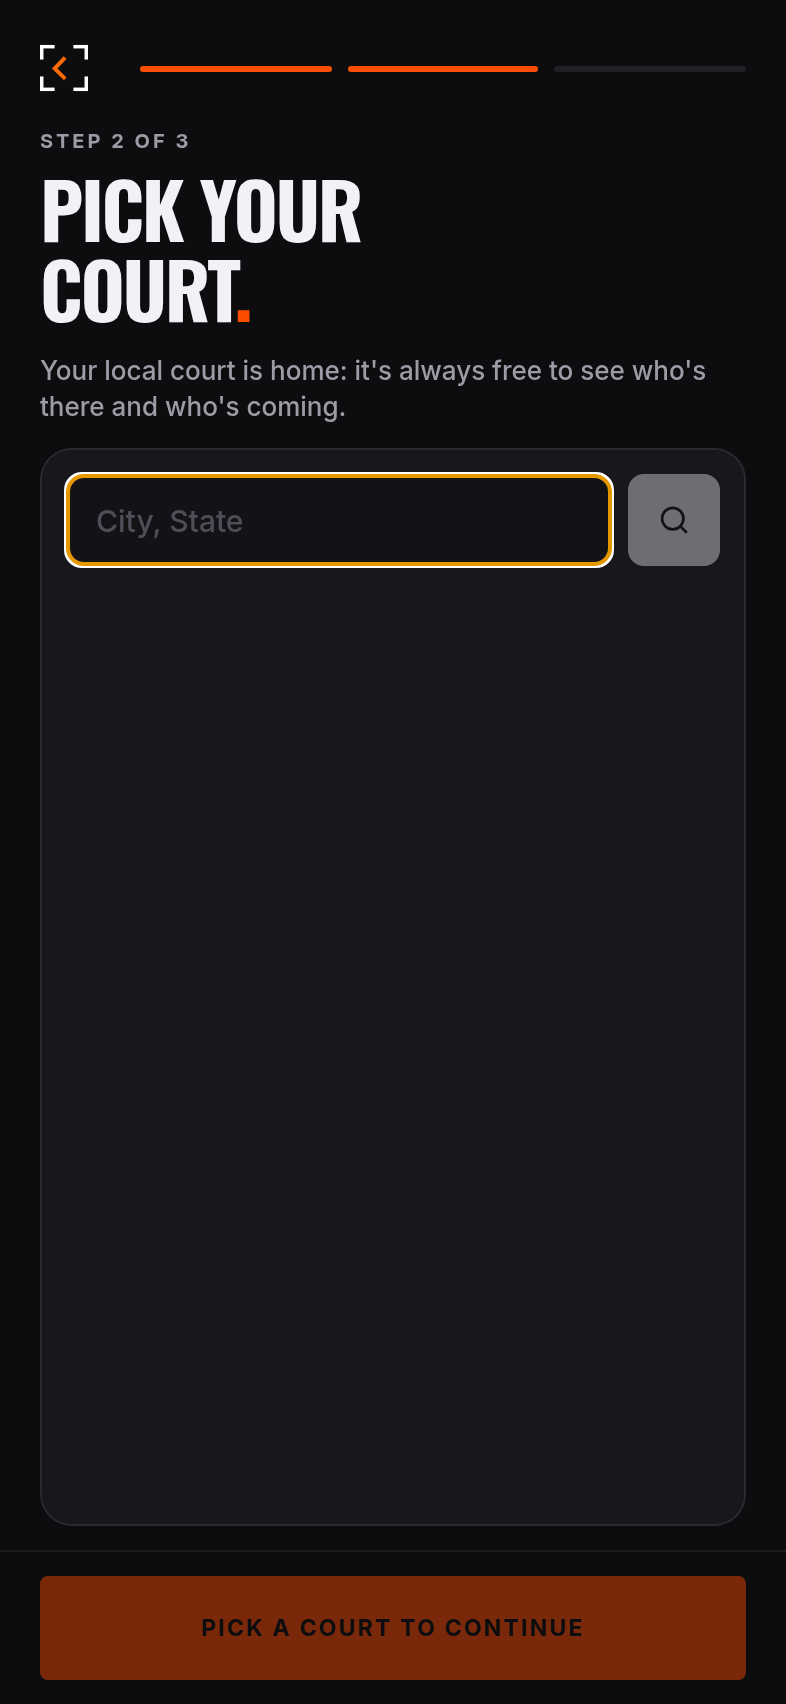 STEP 2 OF 3
PICK YOUR
COURT.
Your local court is home: it's always free to see who's
there and who's coming.
City, State
PICK A COURT TO CONTINUE